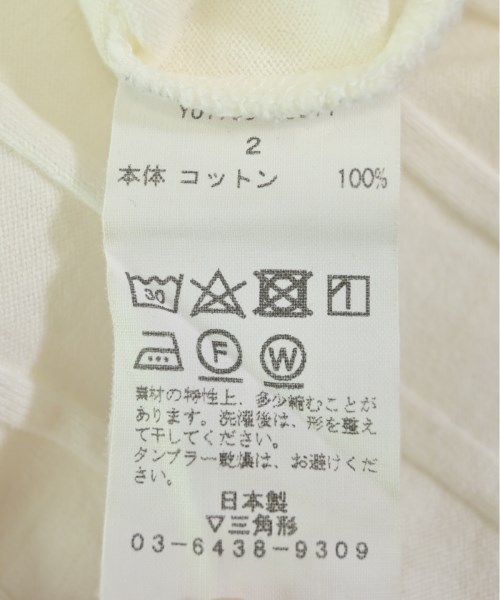 2
本体 コットン 100%
30
F W
素材の特性上、多少縮むことが
あります。洗濯後は、形を整え
て干してください。
タンブラー乾燥は、お避けくだ
さい。
日本製
▽三角形
03-6438-9309